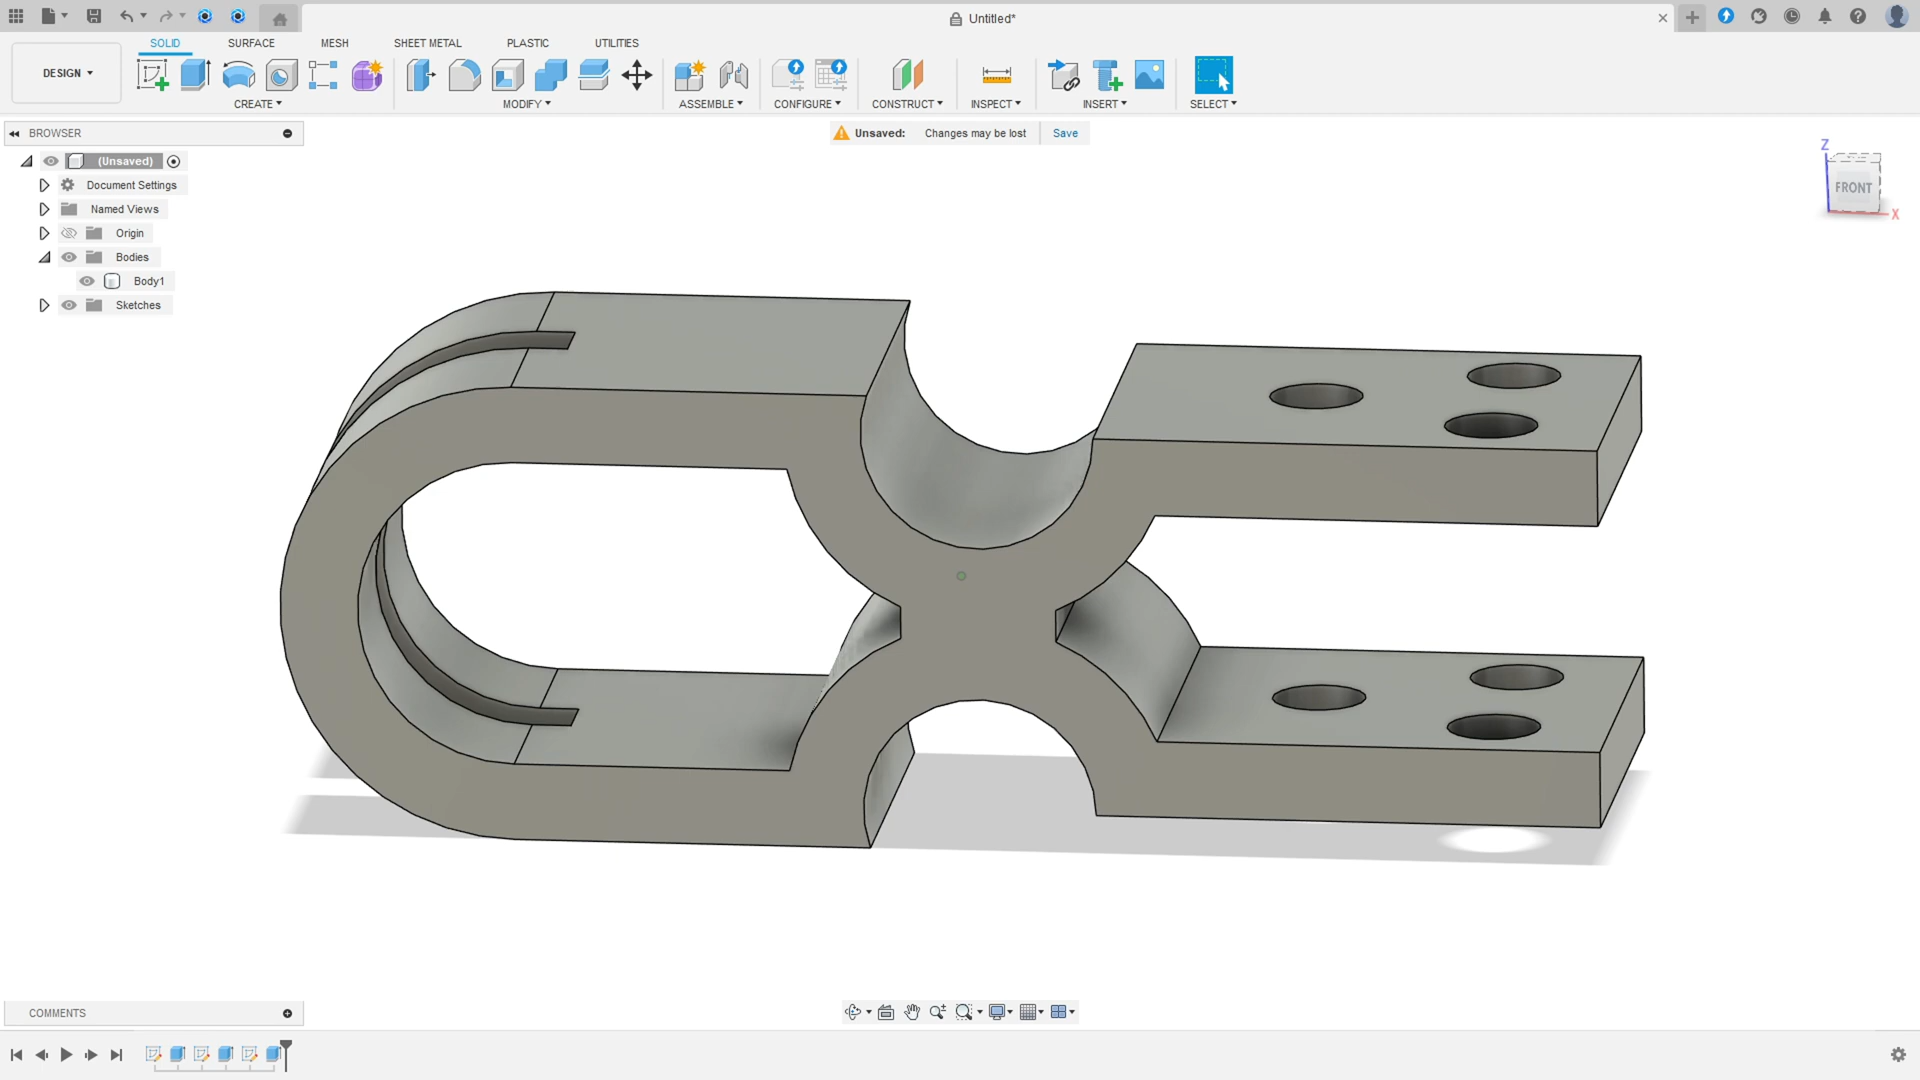 Untitled*
SOLID SURFACE MESH SHEET METAL PLASTIC UTILITIES
DESIGN
CREATE MODIFY ASSEMBLE CONFIGURE CONSTRUCT INSPECT INSERT SELECT
BROWSER
Unsaved: Changes may be lost Save
(Unsaved)
Document Settings
Named Views
Origin
Bodies
Body1
Sketches
Z
FRONT
X
COMMENTS